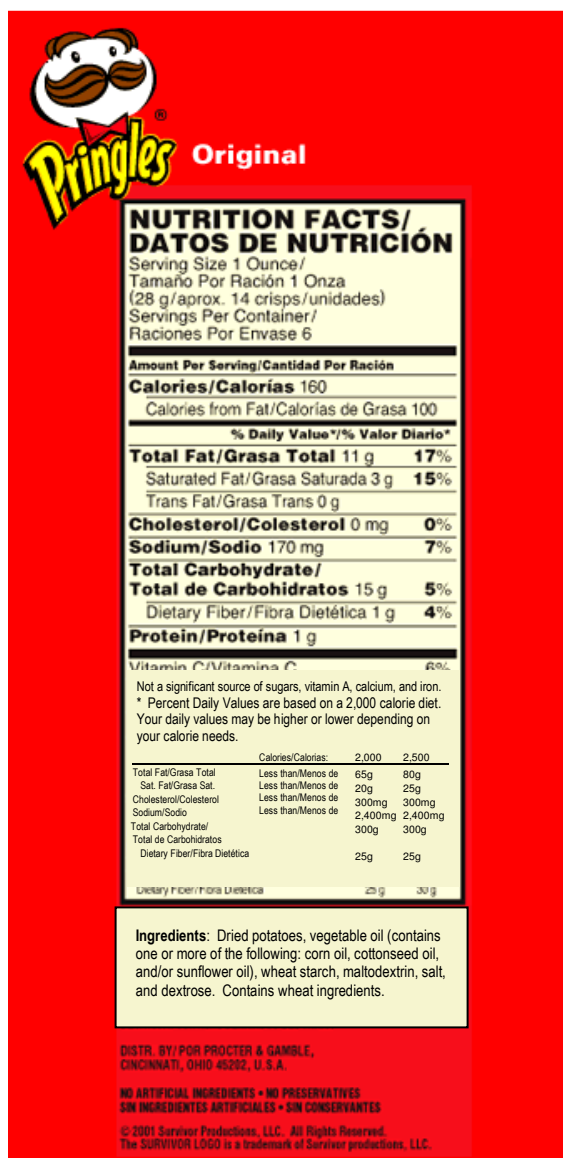 Pringles
®
Original
NUTRITION FACTS/
DATOS DE NUTRICIÓN
Serving Size 1 Ounce/
Tamaño Por Ración 1 Onza
(28 g/aprox. 14 crisps/unidades)
Servings Per Container/
Raciones Por Envase 6
Amount Per Serving/Cantidad Por Ración
Calories/Calorías 160
Calories from Fat/Calorías de Grasa 100
% Daily Value*/% Valor Diario*
Total Fat/Grasa Total 11 g 17%
Saturated Fat/Grasa Saturada 3 g 15%
Trans Fat/Grasa Trans 0 g
Cholesterol/Colesterol 0 mg 0%
Sodium/Sodio 170 mg 7%
Total Carbohydrate/
Total de Carbohidratos 15 g 5%
Dietary Fiber/Fibra Dietética 1 g 4%
Protein/Proteína 1 g
Vitamin C/Vitamina C 6%
Not a significant source of sugars, vitamin A, calcium, and iron.
* Percent Daily Values are based on a 2,000 calorie diet.
Your daily values may be higher or lower depending on
your calorie needs.
Calories/Calorias: 2,000 2,500
Total Fat/Grasa Total Less than/Menos de 65g 80g
Sat. Fat/Grasa Sat. Less than/Menos de 20g 25g
Cholesterol/Colesterol Less than/Menos de 300mg 300mg
Sodium/Sodio Less than/Menos de 2,400mg 2,400mg
Total Carbohydrate/ 300g 300g
Total de Carbohidratos
Dietary Fiber/Fibra Dietética 25g 25g
Dietary Fiber/Fibra Dietética 25 g 30 g
Ingredients: Dried potatoes, vegetable oil (contains
one or more of the following: corn oil, cottonseed oil,
and/or sunflower oil), wheat starch, maltodextrin, salt,
and dextrose. Contains wheat ingredients.
DISTR. BY/POR PROCTER & GAMBLE,
CINCINNATI, OHIO 45202, U.S.A.
NO ARTIFICIAL INGREDIENTS • NO PRESERVATIVES
SIN INGREDIENTES ARTIFICIALES • SIN CONSERVANTES
© 2001 Survivor Productions, LLC. All Rights Reserved.
The SURVIVOR LOGO is a trademark of Survivor productions, LLC.